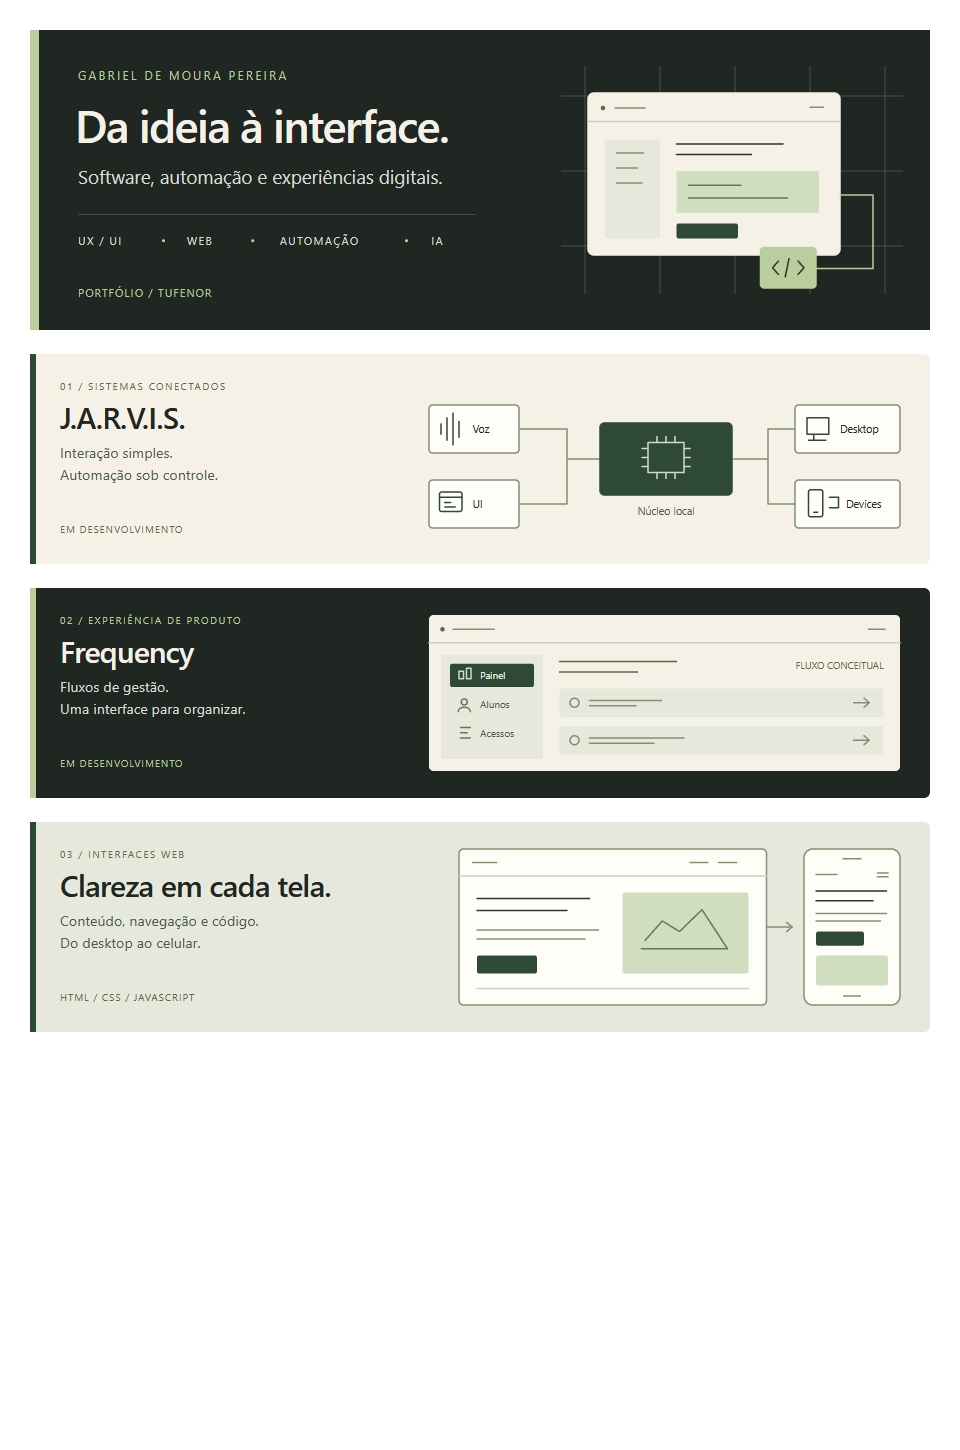 GABRIEL DE MOURA PEREIRA
Da ideia à interface.
Software, automação e experiências digitais.
UX / UI • WEB • AUTOMAÇÃO • IA
PORTFÓLIO / TUFENOR
</>
01 / SISTEMAS CONECTADOS
J.A.R.V.I.S.
Interação simples.
Automação sob controle.
EM DESENVOLVIMENTO
Voz
UI
Núcleo local
Desktop
Devices
02 / EXPERIÊNCIA DE PRODUTO
Frequency
Fluxos de gestão.
Uma interface para organizar.
EM DESENVOLVIMENTO
Painel
Alunos
Acessos
FLUXO CONCEITUAL
03 / INTERFACES WEB
Clareza em cada tela.
Conteúdo, navegação e código.
Do desktop ao celular.
HTML / CSS / JAVASCRIPT